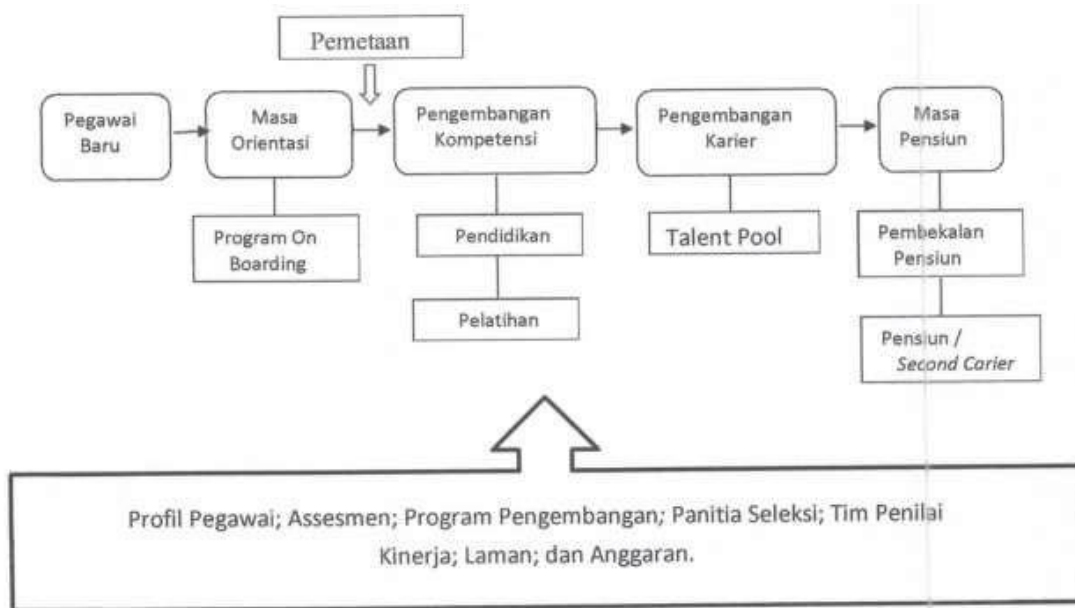 Pemetaan
Pegawai
Baru
Masa
Orientasi
Pengembangan
Kompetensi
Pengembangan
Karier
Masa
Pensiun
Program On
Boarding
Pendidikan
Pelatihan
Talent Pool
Pembekalan
Pensiun
Pensiun /
Second Carier
Profil Pegawai; Assesmen; Program Pengembangan; Panitia Seleksi; Tim Penilai
Kinerja; Laman; dan Anggaran.